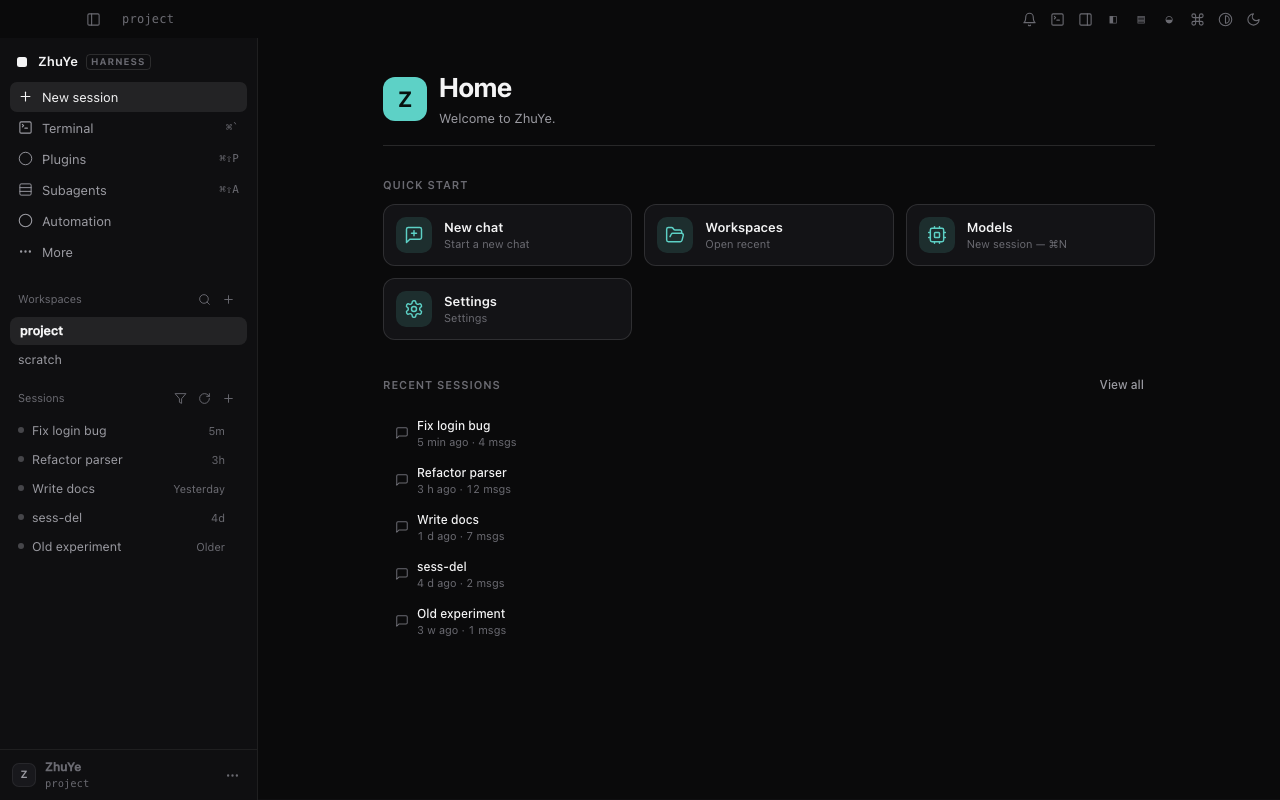 project
ZhuYe HARNESS
New session
Terminal ⌘`
Plugins ⌘⇧P
Subagents ⌘⇧A
Automation
More
Workspaces
project
scratch
Sessions
Fix login bug 5m
Refactor parser 3h
Write docs Yesterday
sess-del 4d
Old experiment Older
Z ZhuYe
project
Z
Home
Welcome to ZhuYe.
QUICK START
New chat
Start a new chat
Workspaces
Open recent
Models
New session — ⌘N
Settings
Settings
RECENT SESSIONS View all
Fix login bug
5 min ago · 4 msgs
Refactor parser
3 h ago · 12 msgs
Write docs
1 d ago · 7 msgs
sess-del
4 d ago · 2 msgs
Old experiment
3 w ago · 1 msgs